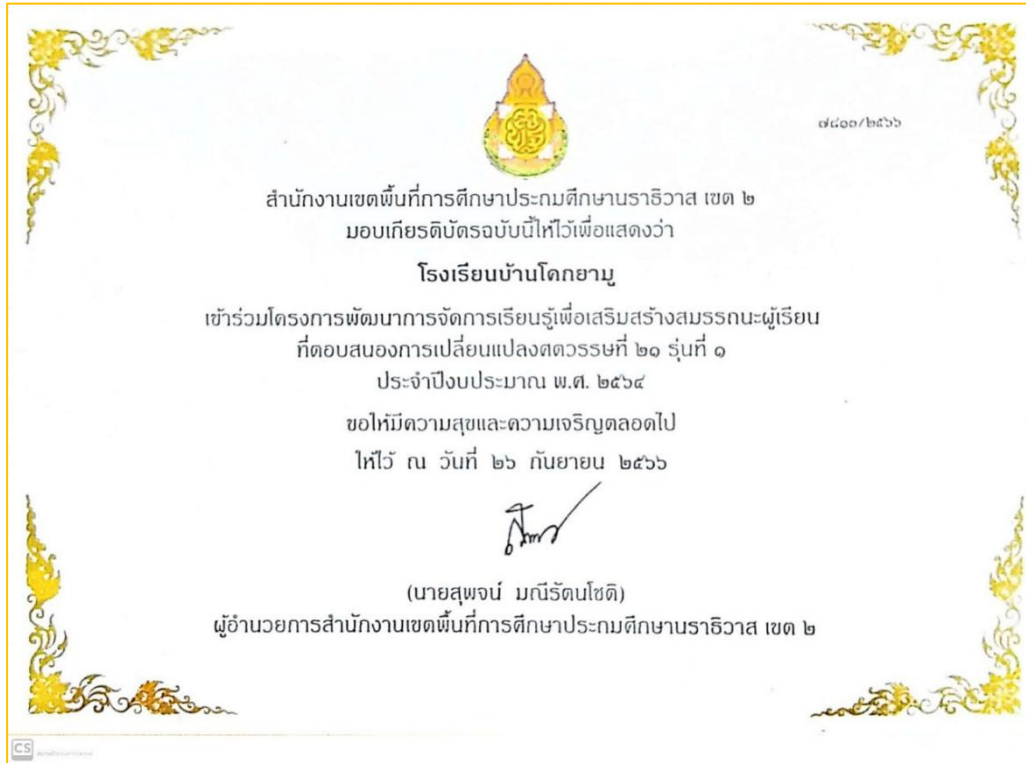 ๗๘๐๐/๒๕๖๖
สำนักงานเขตพื้นที่การศึกษาประถมศึกษานราธิวาส เขต ๒
มอบเกียรติบัตรฉบับนี้ให้ไว้เพื่อแสดงว่า
โรงเรียนบ้านโคกยามู
เข้าร่วมโครงการพัฒนาการจัดการเรียนรู้เพื่อเสริมสร้างสมรรถนะผู้เรียน
ที่ตอบสนองการเปลี่ยนแปลงศตวรรษที่ ๒๑ รุ่นที่ ๑
ประจำปีงบประมาณ พ.ศ. ๒๕๖๔
ขอให้มีความสุขและความเจริญตลอดไป
ให้ไว้ ณ วันที่ ๒๖ กันยายน ๒๕๖๖
(นายสุพจน์ มณีรัตนโชติ)
ผู้อำนวยการสำนักงานเขตพื้นที่การศึกษาประถมศึกษานราธิวาส เขต ๒
CS